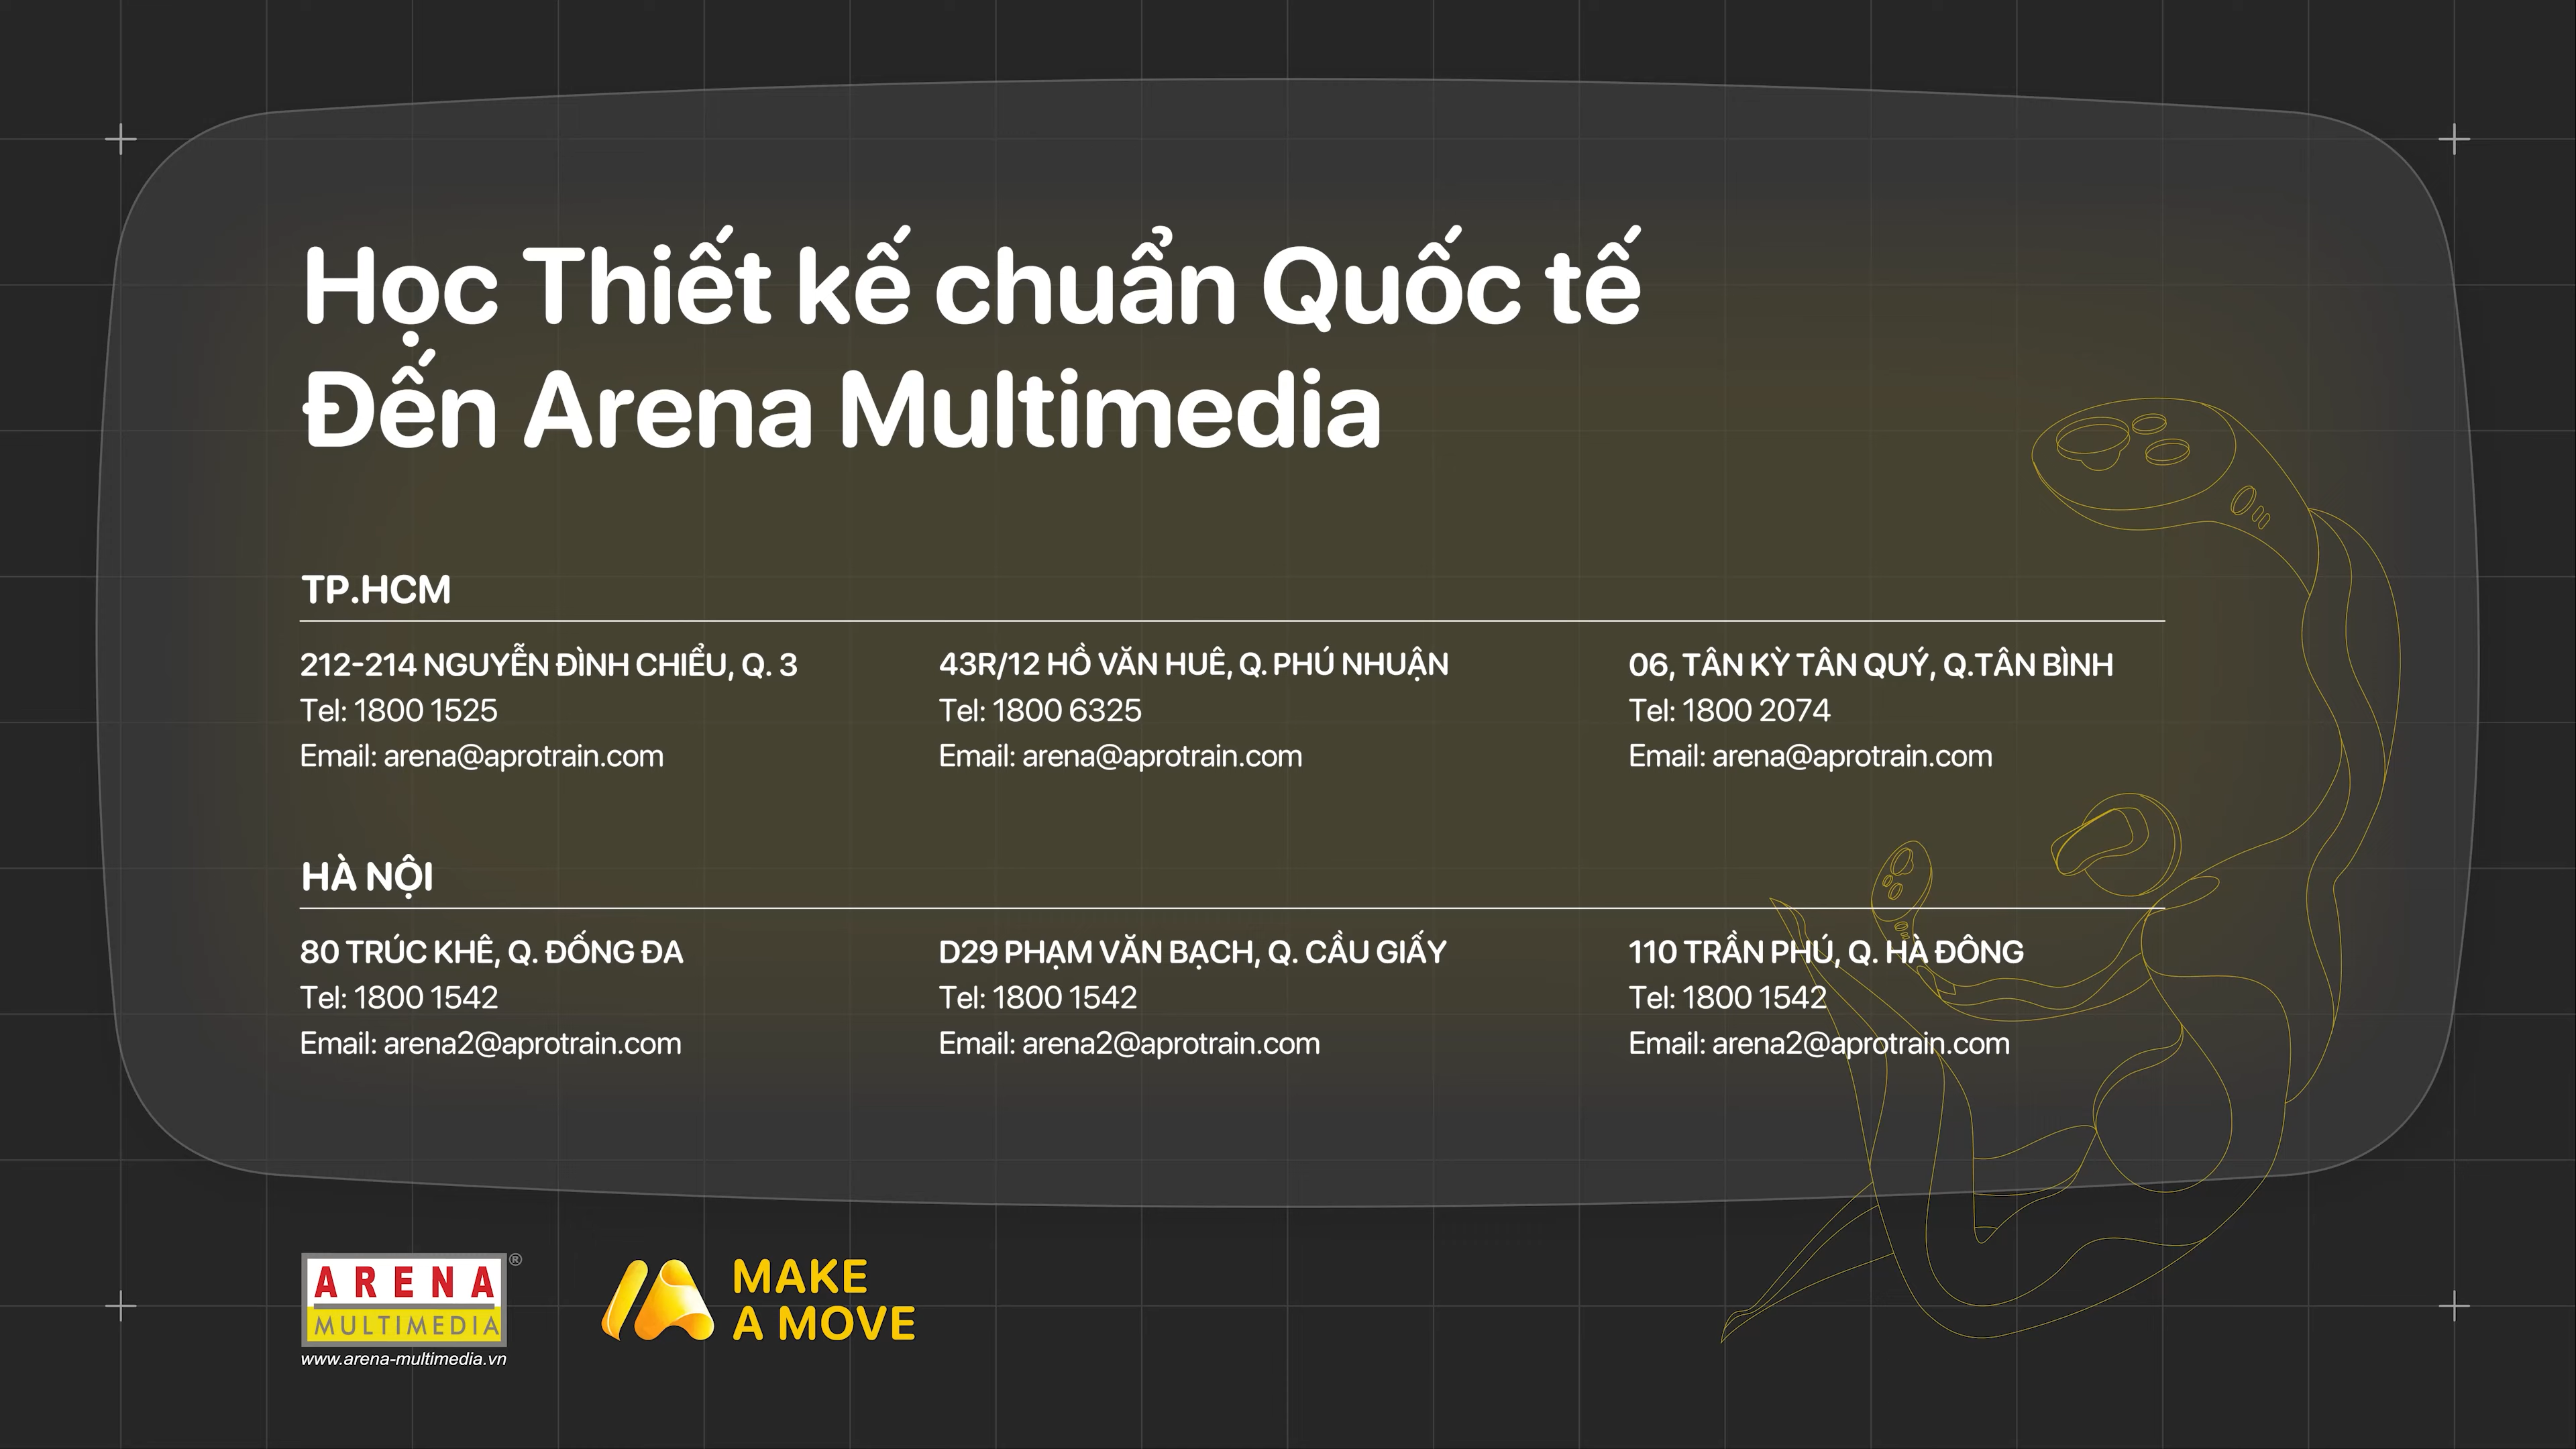 Học Thiết kế chuẩn Quốc tế
Đến Arena Multimedia
TP.HCM
212-214 NGUYỄN ĐÌNH CHIỂU, Q. 3
Tel: 1800 1525
Email: arena@aprotrain.com
43R/12 HỒ VĂN HUÊ, Q. PHÚ NHUẬN
Tel: 1800 6325
Email: arena@aprotrain.com
06, TÂN KỲ TÂN QUÝ, Q.TÂN BÌNH
Tel: 1800 2074
Email: arena@aprotrain.com
HÀ NỘI
80 TRÚC KHÊ, Q. ĐỐNG ĐA
Tel: 1800 1542
Email: arena2@aprotrain.com
D29 PHẠM VĂN BẠCH, Q. CẦU GIẤY
Tel: 1800 1542
Email: arena2@aprotrain.com
110 TRẦN PHÚ, Q. HÀ ĐÔNG
Tel: 1800 1542
Email: arena2@aprotrain.com
ARENA ®
MULTIMEDIA
www.arena-multimedia.vn
MAKE
A MOVE